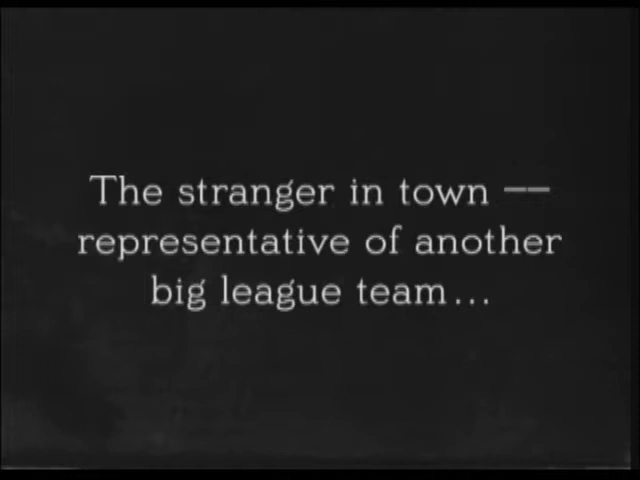 The stranger in town ——
representative of another
big league team...